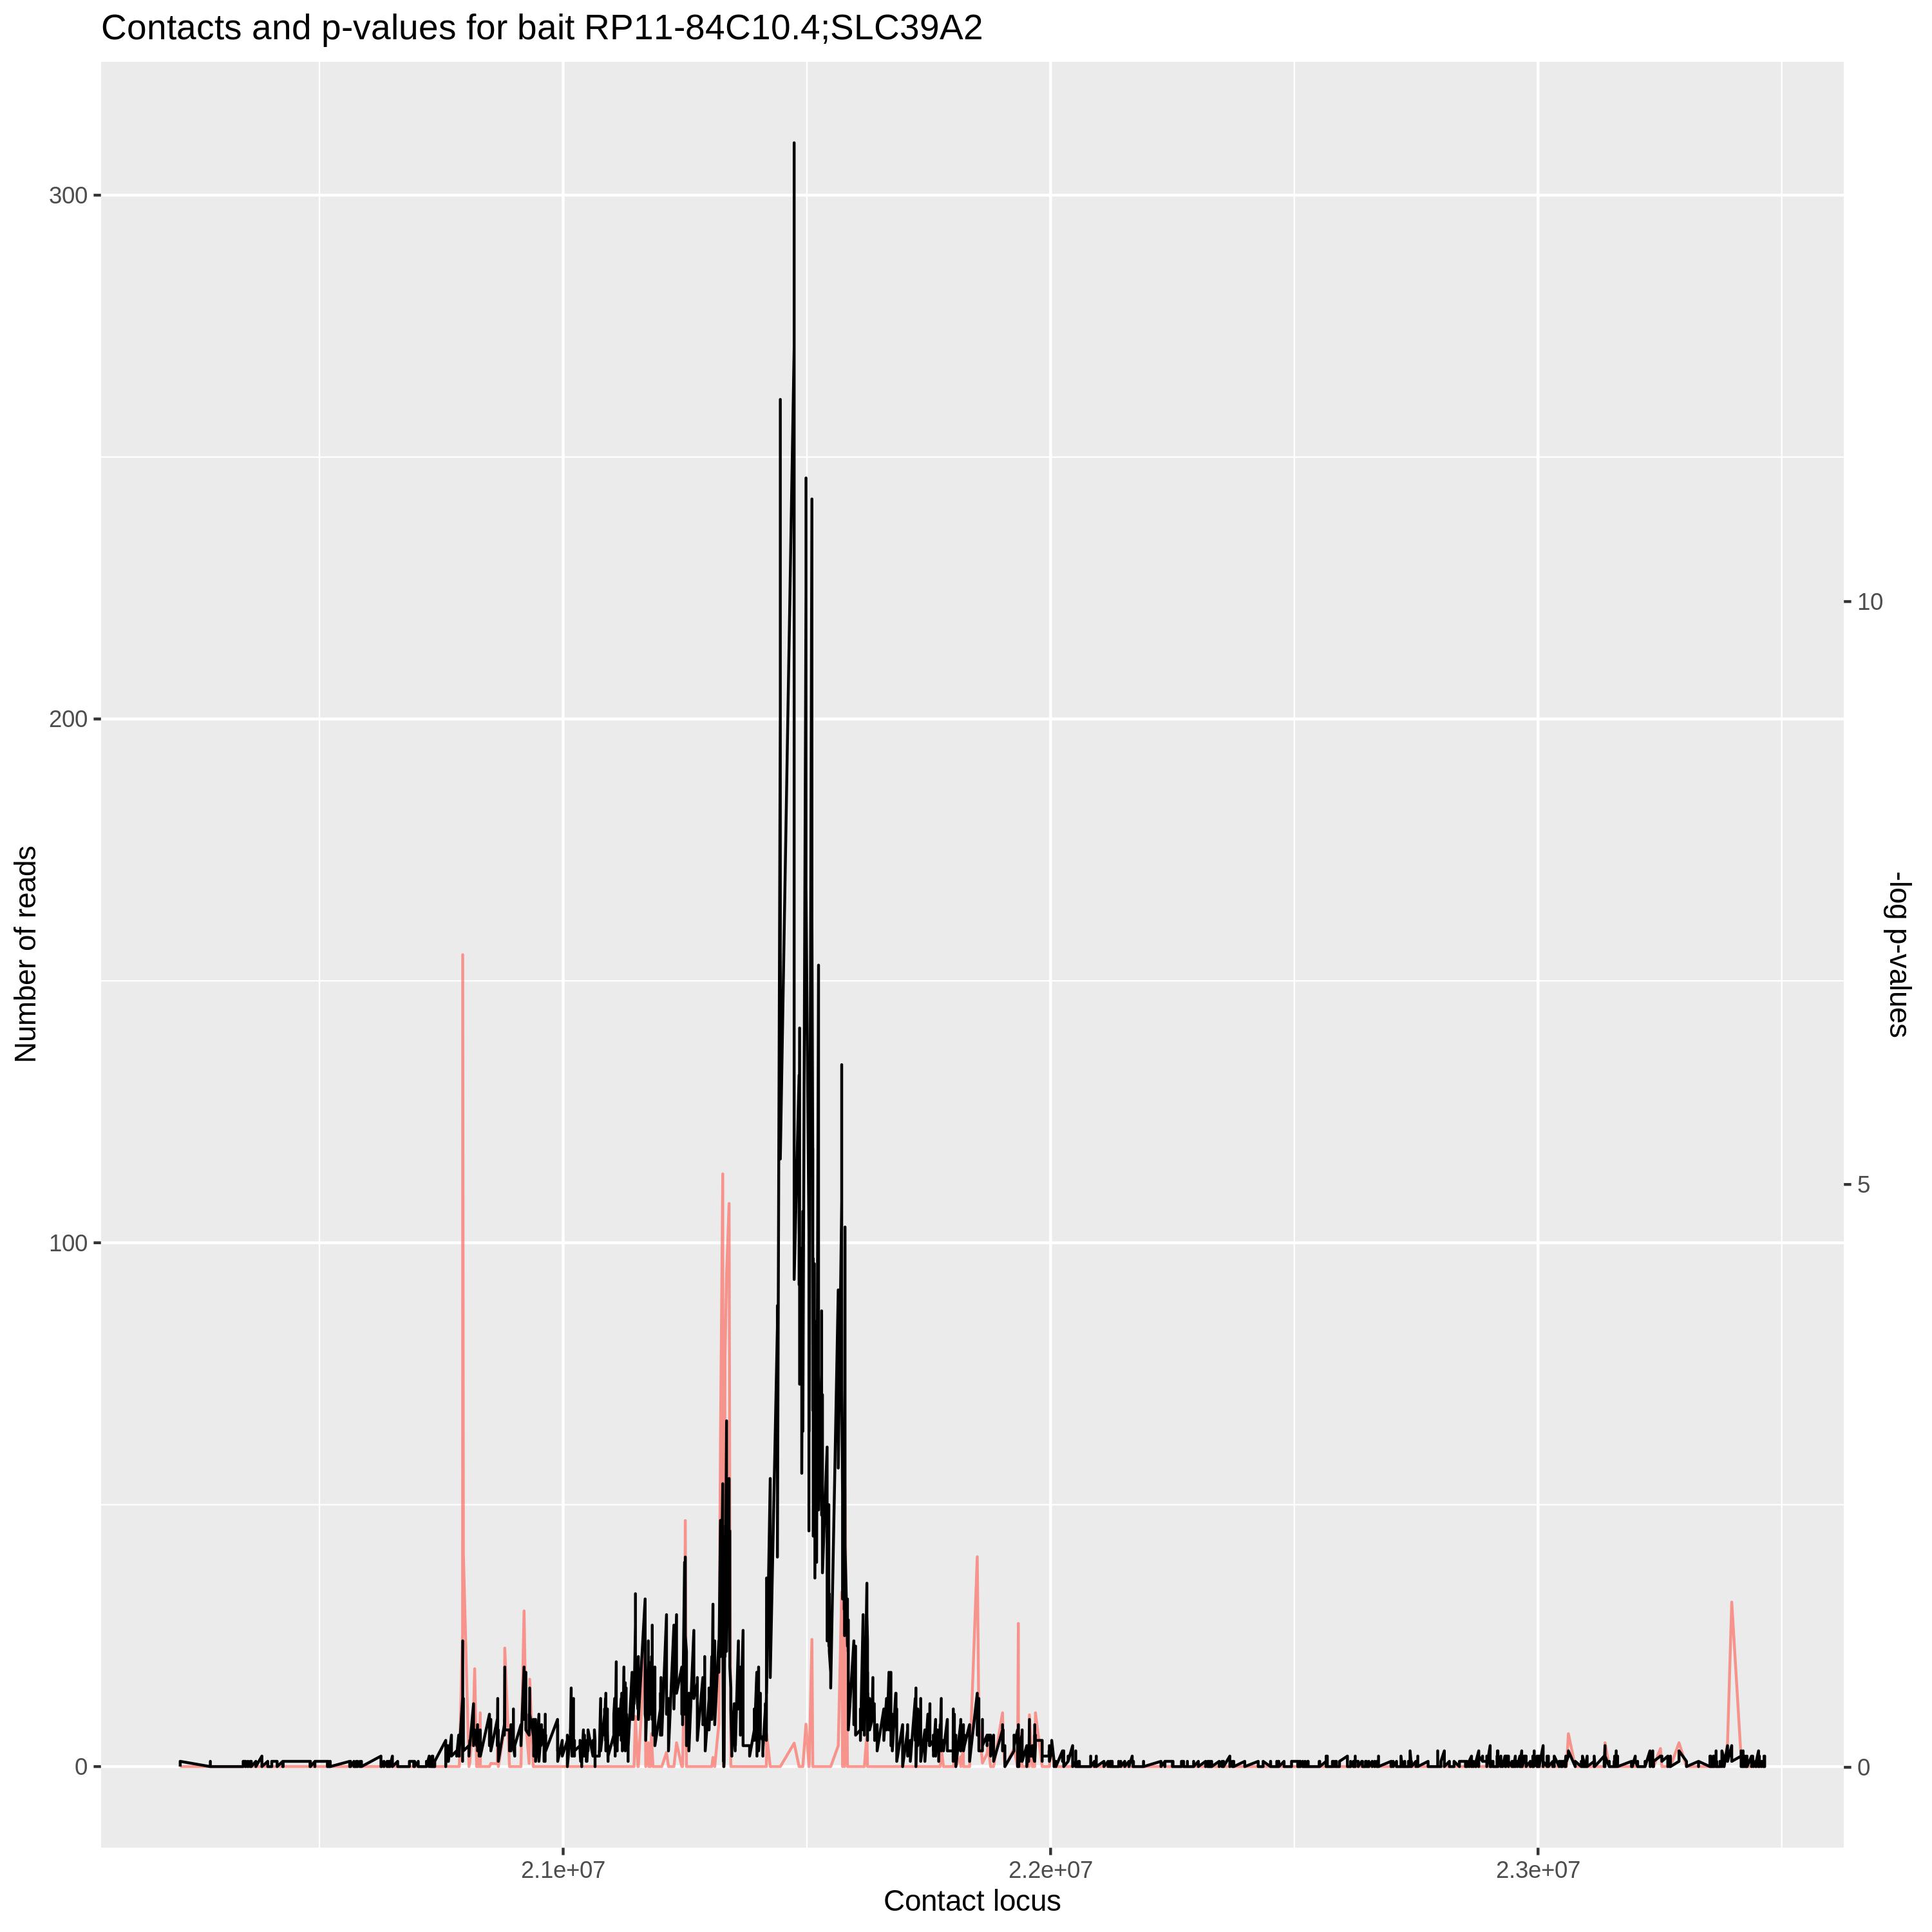 Contacts and p-values for bait RP11-84C10.4;SLC39A2
300
200
100
0
Number of reads
10
5
0
-log p-values
2.1e+07 2.2e+07 2.3e+07
Contact locus